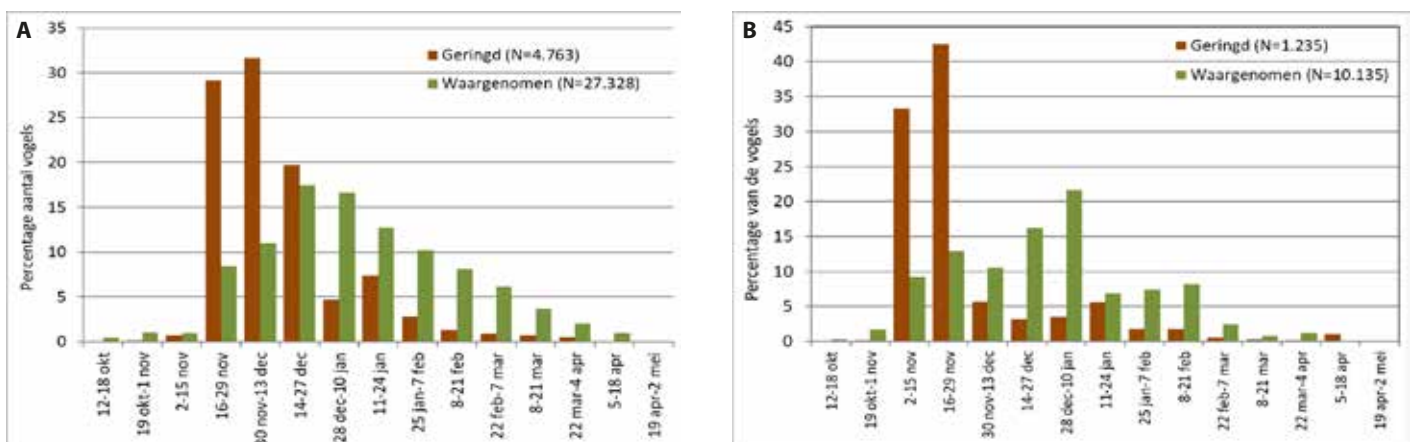 A
Percentage aantal vogels
35
30
25
20
15
10
5
0
Geringd (N=4.763)
Waargenomen (N=27.328)
12-18 okt
19 okt-1 nov
2-15 nov
16-29 nov
30 nov-13 dec
14-27 dec
28 dec-10 jan
11-24 jan
25 jan-7 feb
8-21 feb
22 feb-7 mar
8-21 mar
22 mar-4 apr
5-18 apr
19 apr-2 mei
B
Percentage van de vogels
45
40
35
30
25
20
15
10
5
0
Geringd (N=1.235)
Waargenomen (N=10.135)
12-18 okt
19 okt-1 nov
2-15 nov
16-29 nov
30 nov-13 dec
14-27 dec
28 dec-10 jan
11-24 jan
25 jan-7 feb
8-21 feb
22 feb-7 mar
8-21 mar
22 mar-4 apr
5-18 apr
19 apr-2 mei